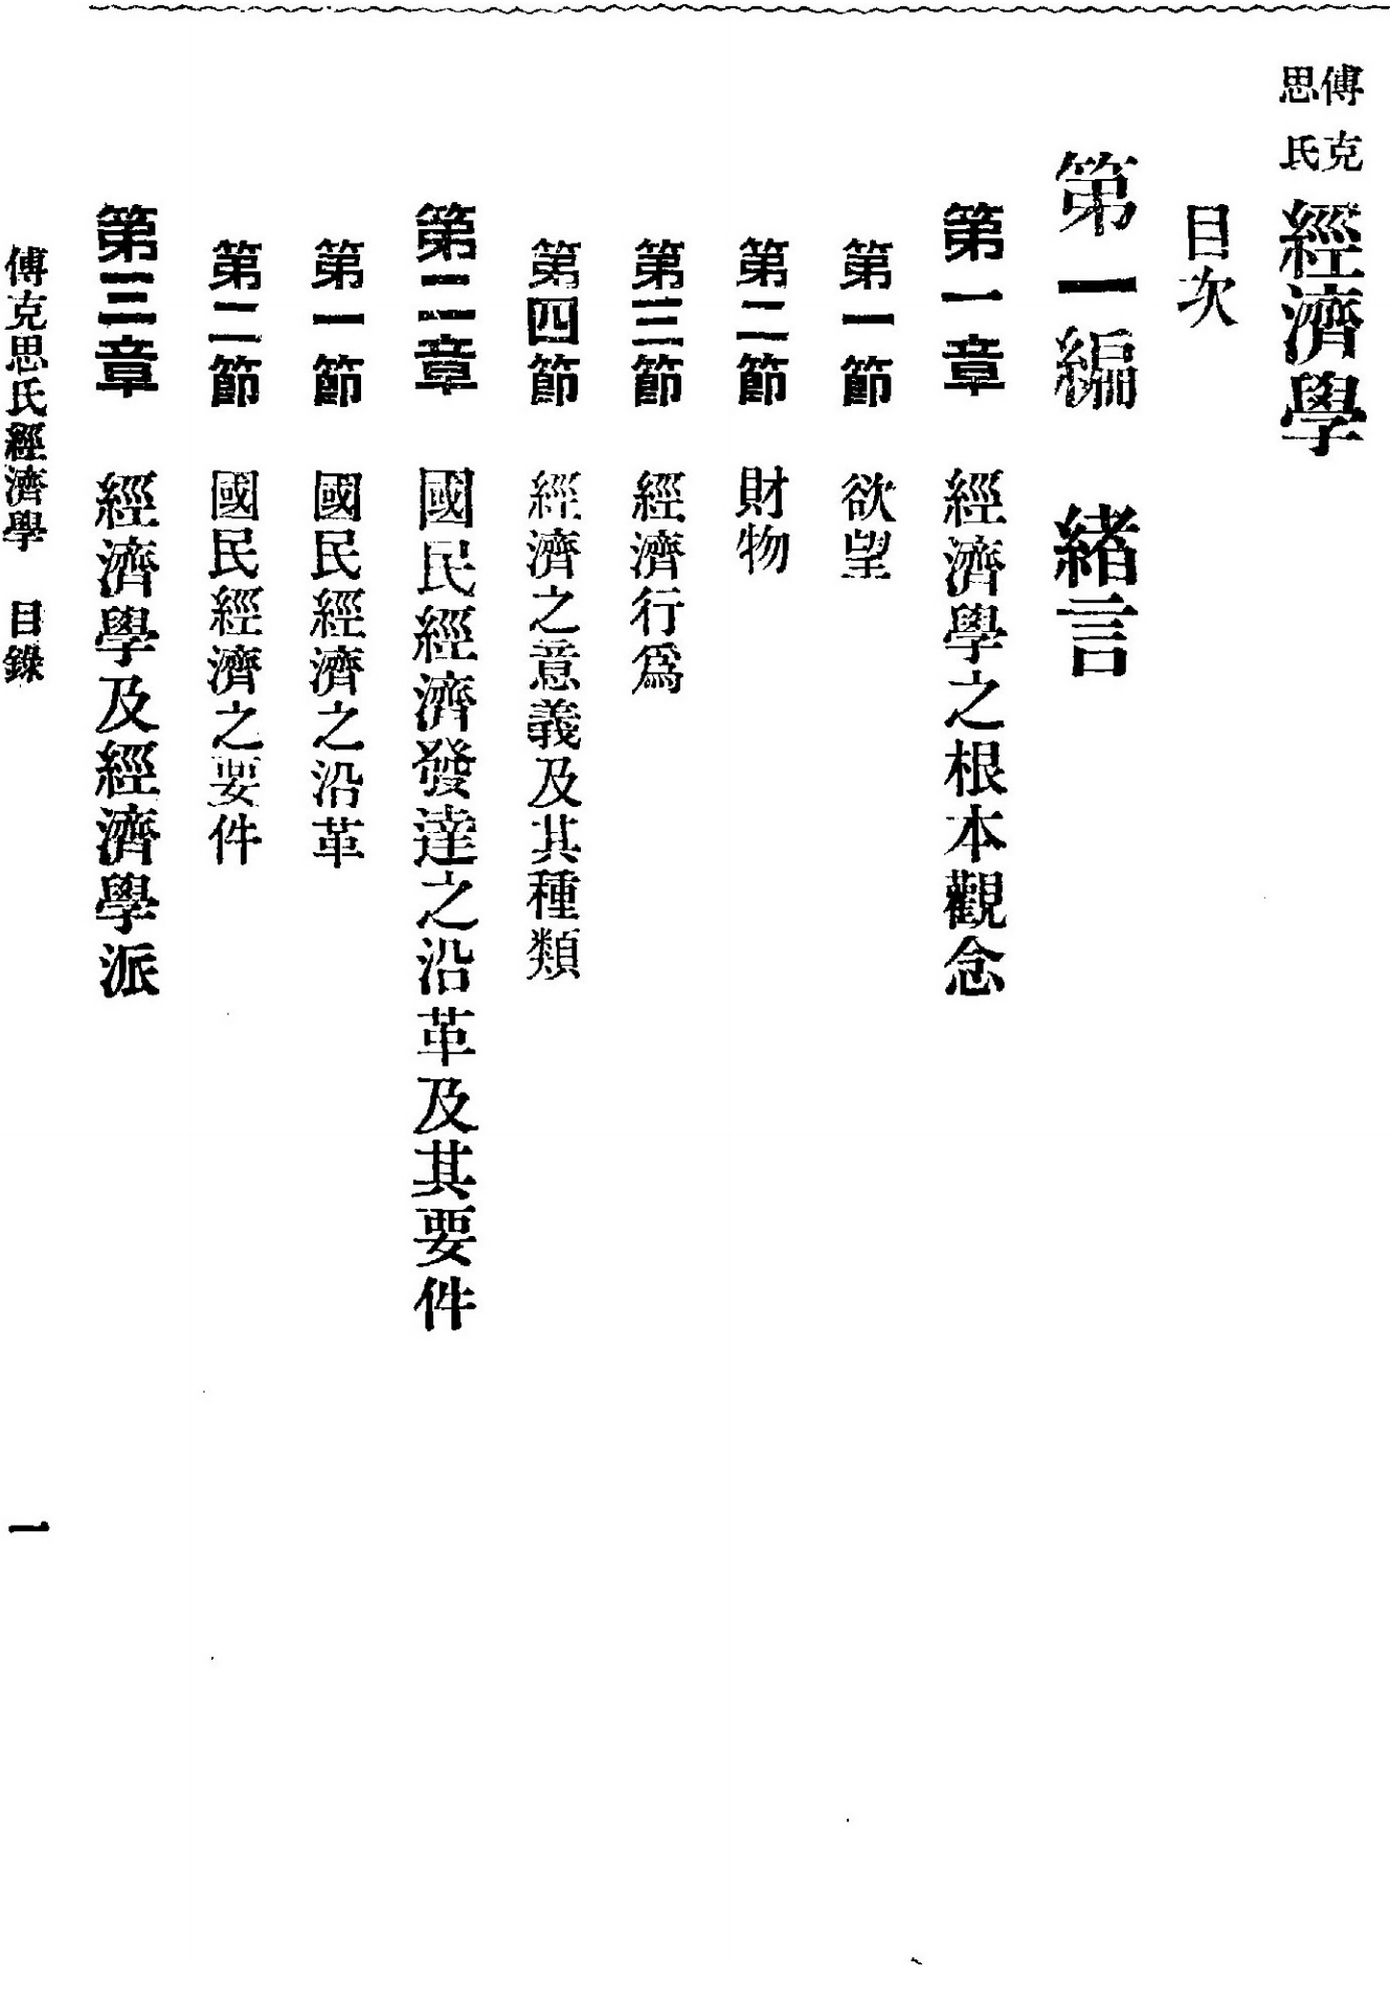 傅克思氏經濟學
目次
第一編 緒言
第一章 經濟學之根本觀念
第一節 欲望
第二節 財物
第三節 經濟行爲
第四節 經濟之意義及其種類
第二章 國民經濟發達之沿革及其要件
第一節 國民經濟之沿革
第二節 國民經濟之要件
第三章 經濟學及經濟學派
傅克思氏經濟學 目錄
一